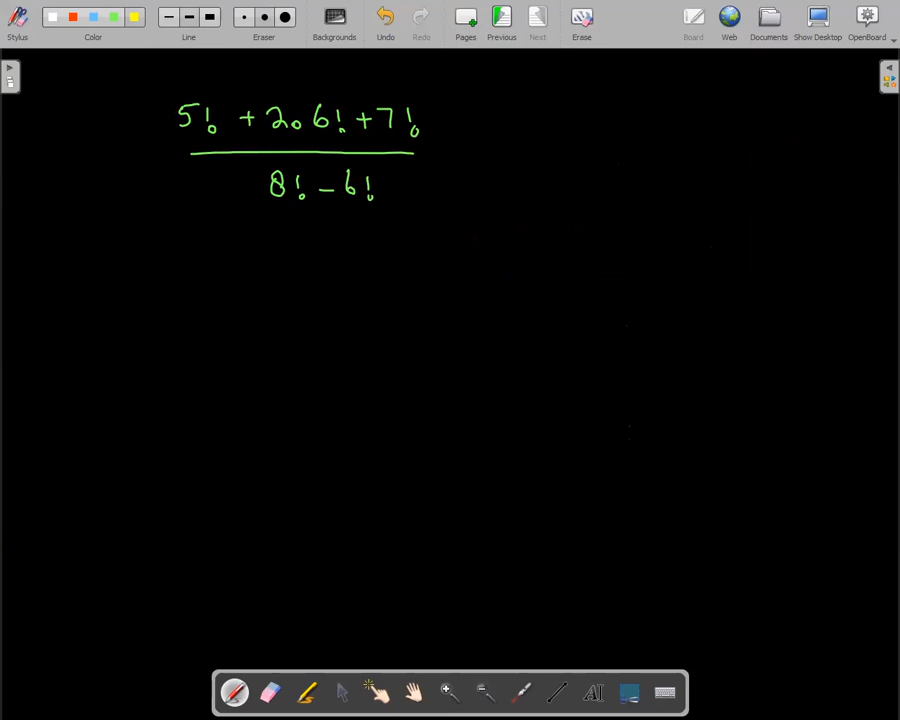 Stylus Color Line Eraser Backgrounds Undo Redo Pages Previous Next Erase Board Web Documents Show Desktop OpenBoard
5! + 2.6! + 7!
8! - 6!